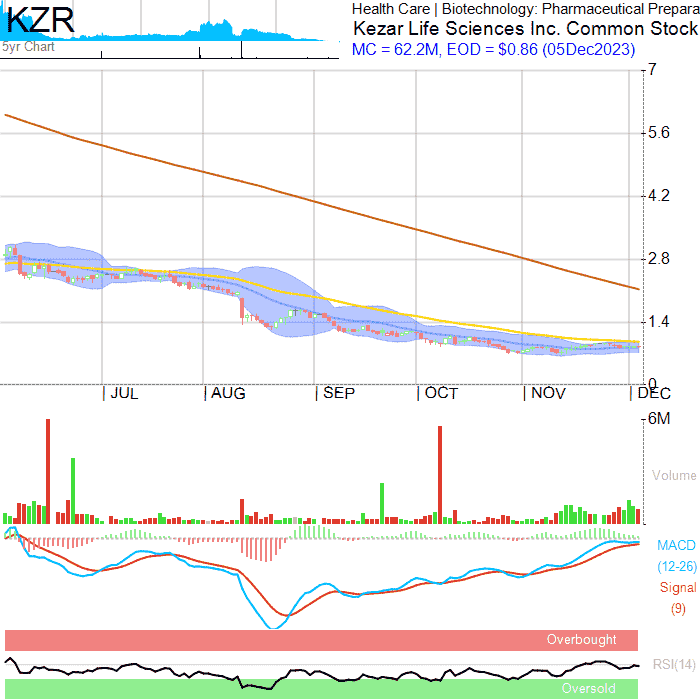 KZR
5yr Chart
Health Care | Biotechnology: Pharmaceutical Prepara
Kezar Life Sciences Inc. Common Stock
MC = 62.2M, EOD = $0.86 (05Dec2023)
7
5.6
4.2
2.8
1.4
0
JUL AUG SEP OCT NOV DEC
6M
Volume
MACD
(12-26)
Signal
(9)
Overbought
RSI(14)
Oversold